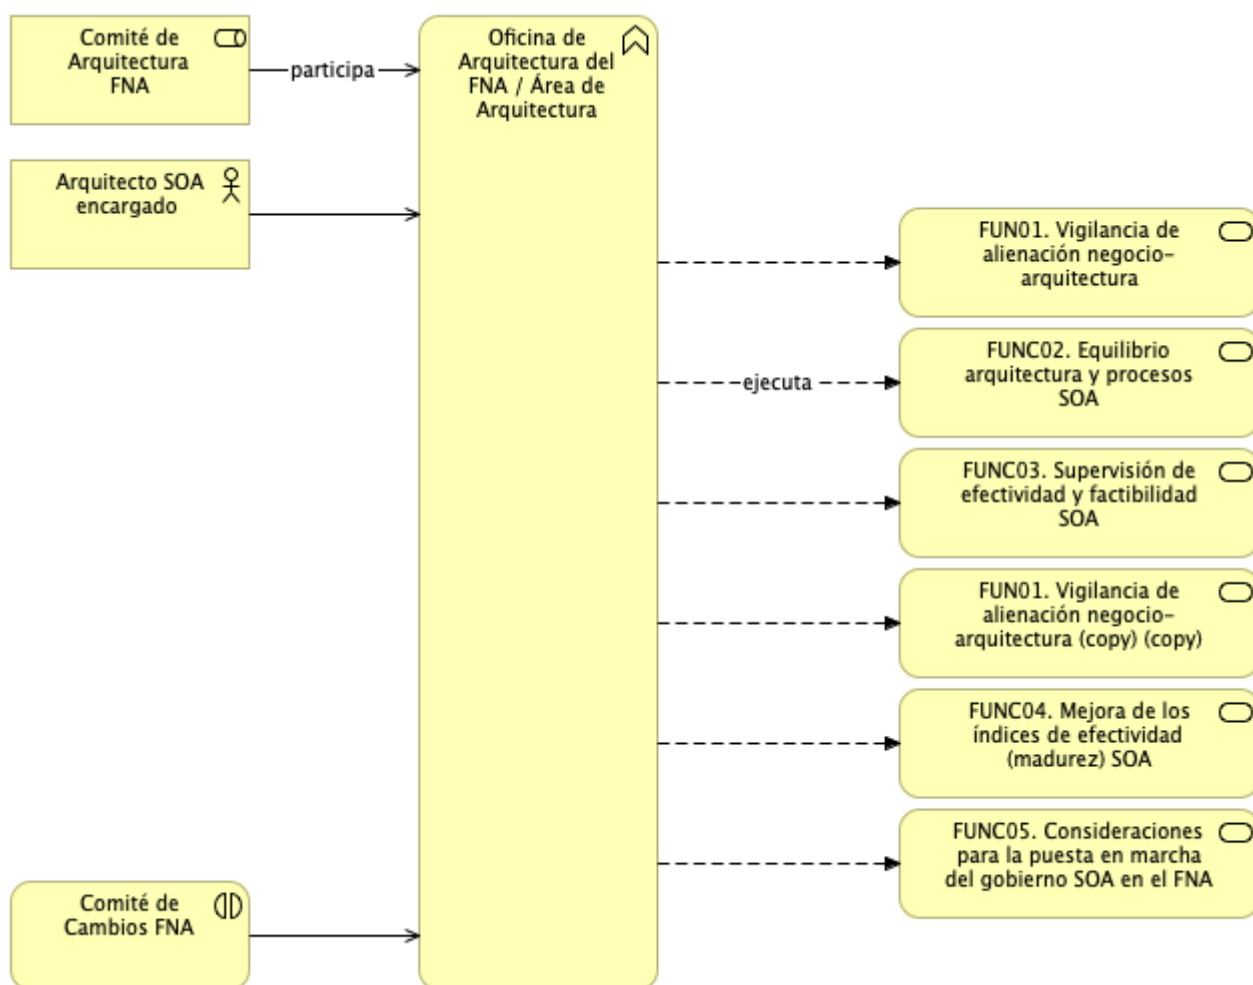 Comité de
Arquitectura
FNA
participa
Oficina de
Arquitectura del
FNA / Área de
Arquitectura
Arquitecto SOA
encargado
FUN01. Vigilancia de
alienación negocio-
arquitectura
ejecuta
FUNC02. Equilibrio
arquitectura y procesos
SOA
FUNC03. Supervisión de
efectividad y factibilidad
SOA
FUN01. Vigilancia de
alienación negocio-
arquitectura (copy) (copy)
FUNC04. Mejora de los
índices de efectividad
(madurez) SOA
FUNC05. Consideraciones
para la puesta en marcha
del gobierno SOA en el FNA
Comité de
Cambios FNA